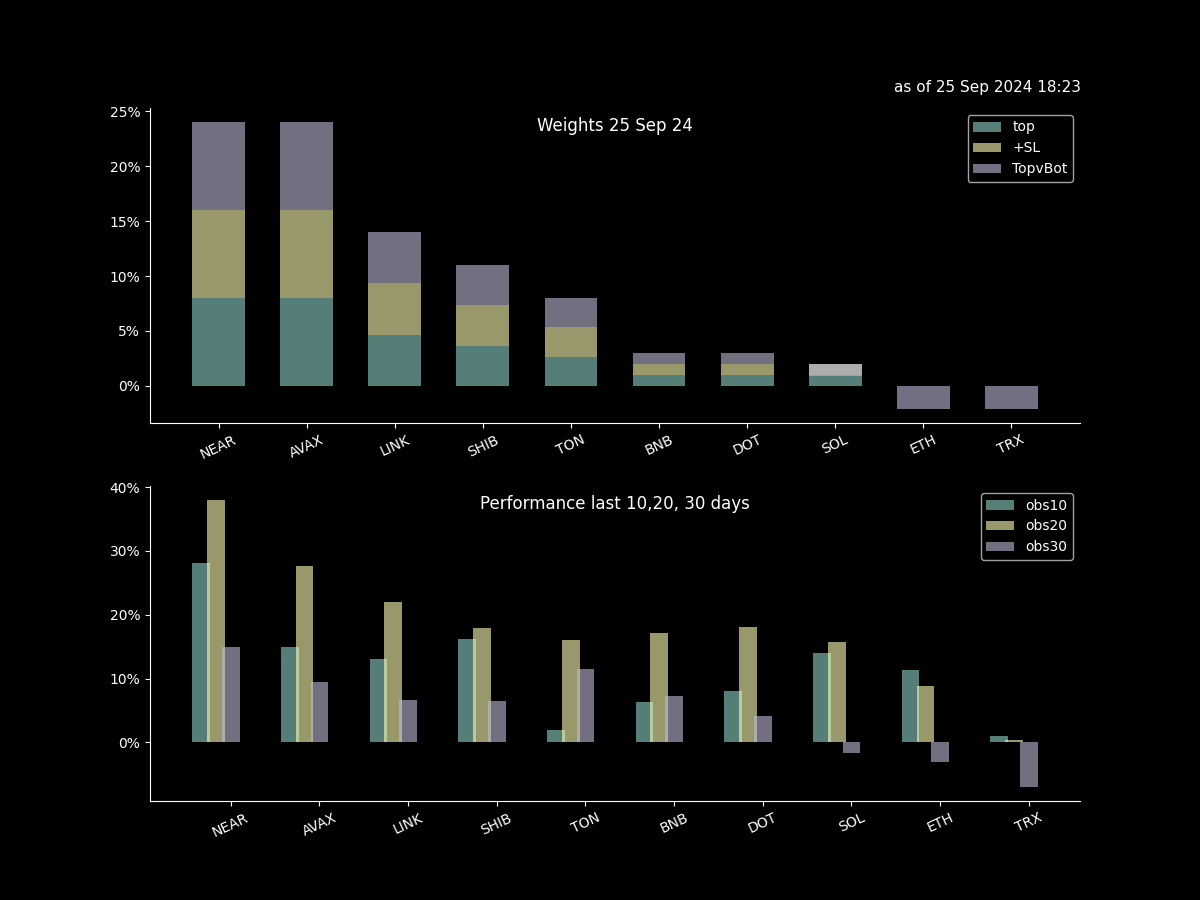 as of 25 Sep 2024 18:23
Weights 25 Sep 24
top
+SL
TopvBot
25%
20%
15%
10%
5%
0%
NEAR AVAX LINK SHIB TON BNB DOT SOL ETH TRX
Performance last 10,20, 30 days
obs10
obs20
obs30
40%
30%
20%
10%
0%
NEAR AVAX LINK SHIB TON BNB DOT SOL ETH TRX